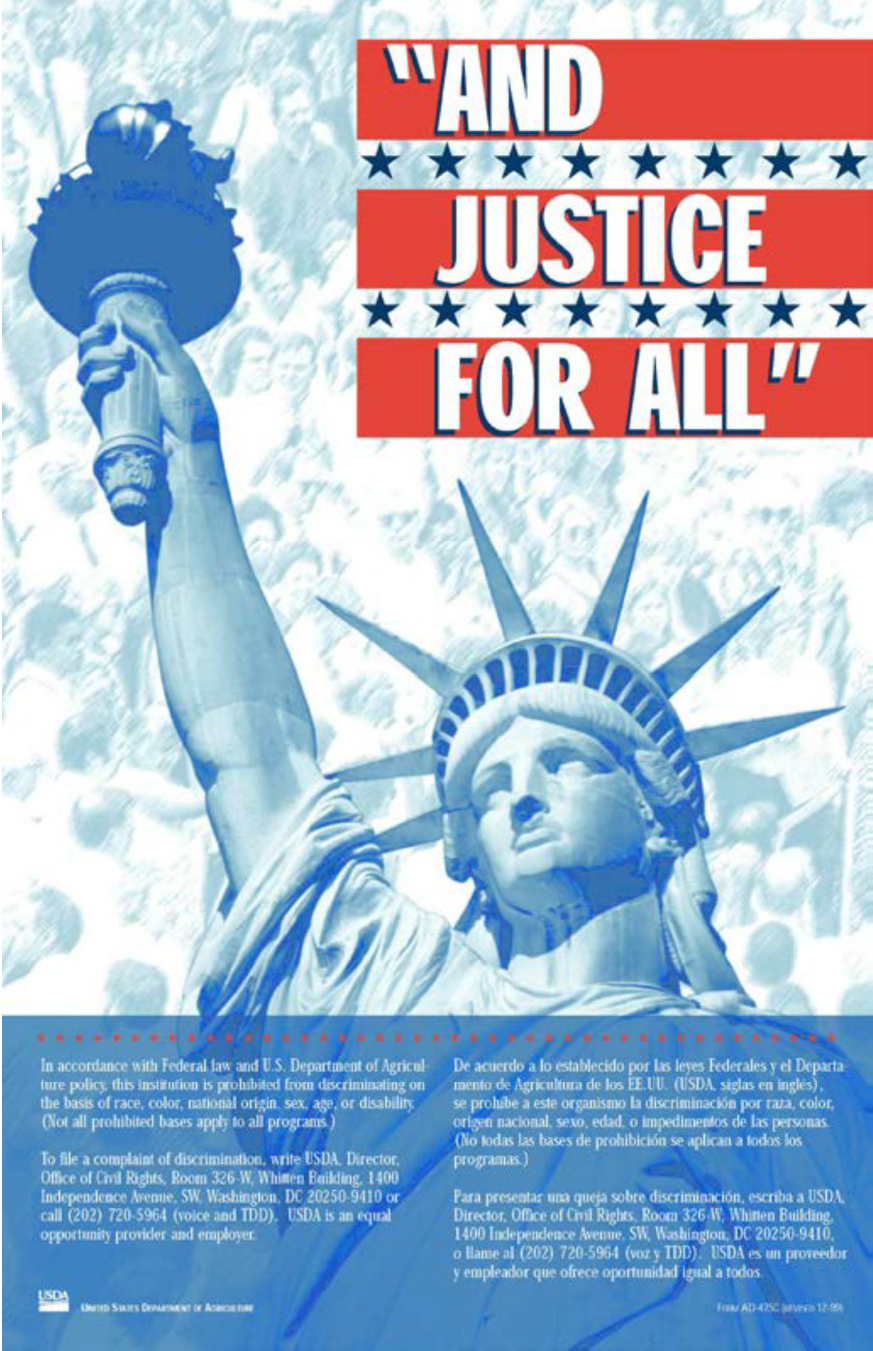 “AND
JUSTICE
FOR ALL”
In accordance with Federal law and U.S. Department of Agricul-
ture policy, this institution is prohibited from discriminating on
the basis of race, color, national origin, sex, age, or disability.
(Not all prohibited bases apply to all programs.)
To file a complaint of discrimination, write USDA, Director,
Office of Civil Rights, Room 326-W, Whitten Building, 1400
Independence Avenue, SW, Washington, DC 20250-9410 or
call (202) 720-5964 (voice and TDD). USDA is an equal
opportunity provider and employer.
De acuerdo a lo establecido por las leyes Federales y el Departa-
mento de Agricultura de los EE.UU. (USDA, siglas en inglés),
se prohibe a este organismo la discriminación por raza, color,
origen nacional, sexo, edad, o impedimentos de las personas.
(No todas las bases de prohibición se aplican a todos los
programas.)
Para presentar una queja sobre discriminación, escriba a USDA,
Director, Office of Civil Rights, Room 326-W, Whitten Building,
1400 Independence Avenue, SW, Washington, DC 20250-9410,
o llame al (202) 720-5964 (voz y TDD). USDA es un proveedor
y empleador que ofrece oportunidad igual a todos.
USDA
UNITED STATES DEPARTMENT OF AGRICULTURE
Form AD-475C (Revised 12-99)